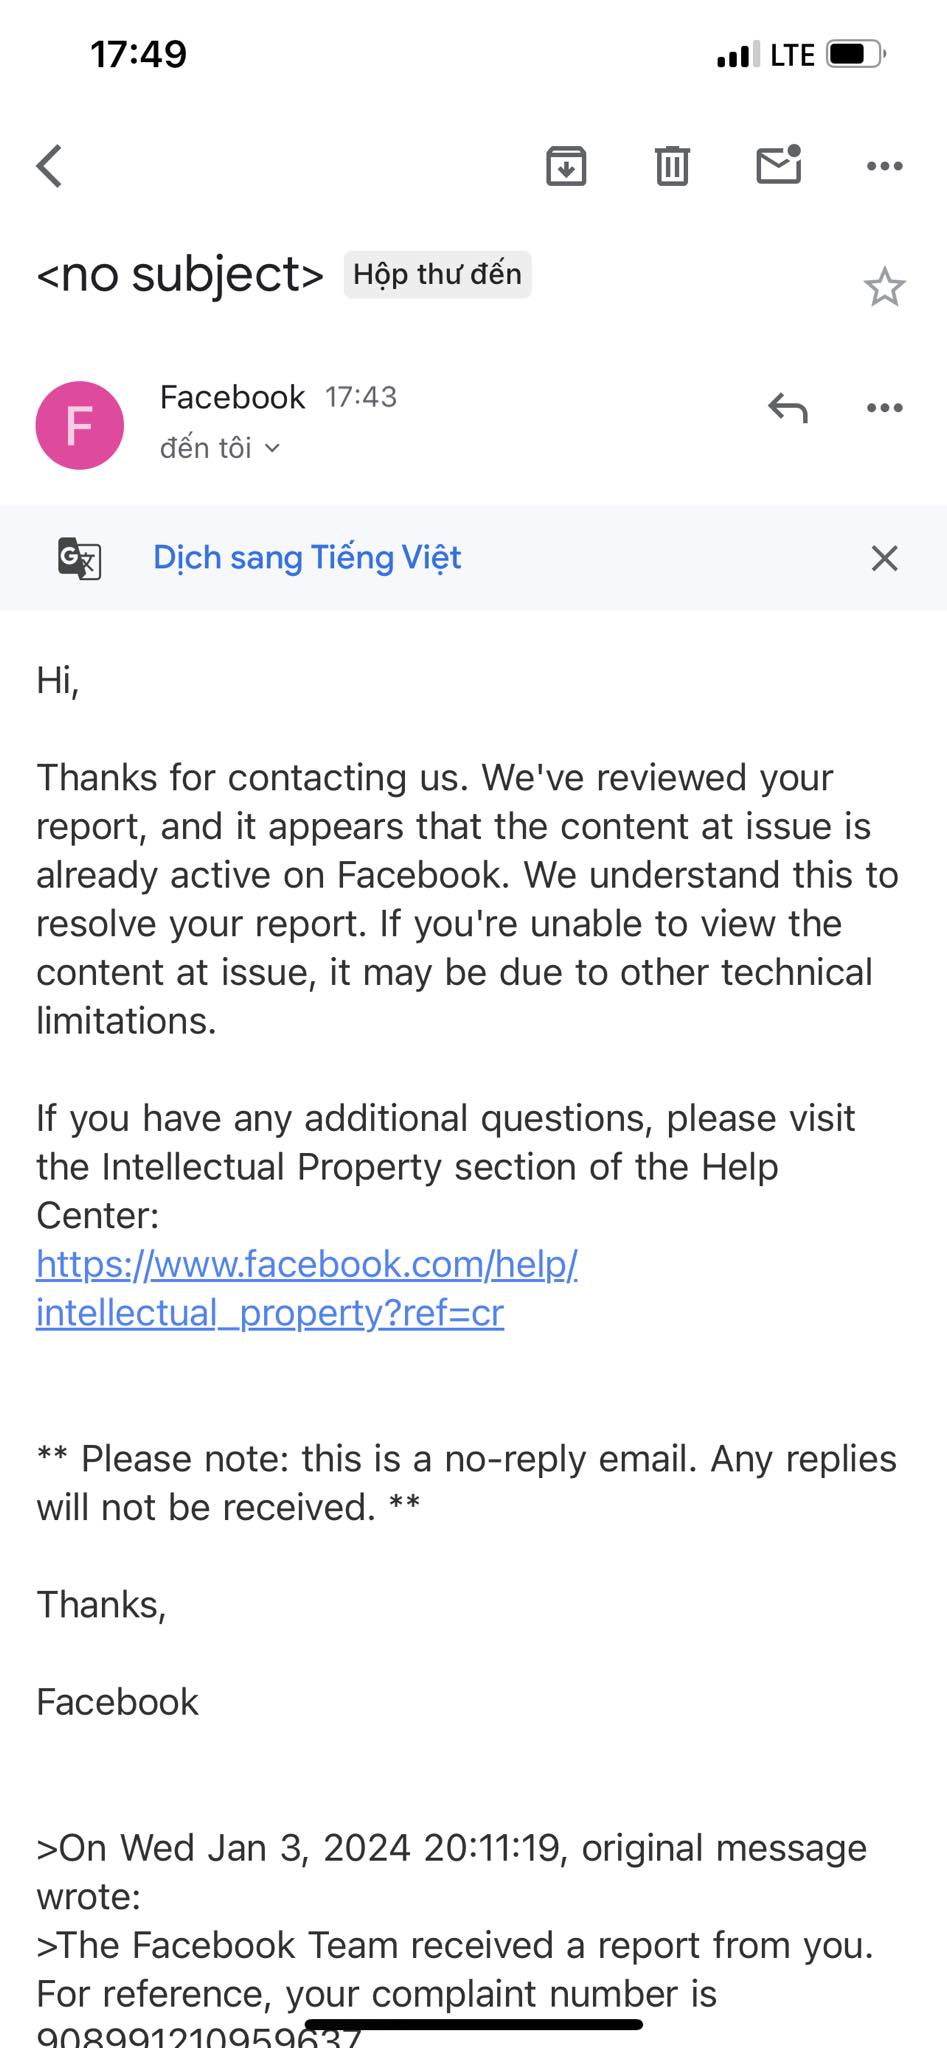 17:49
LTE
<no subject> Hộp thư đến
Facebook 17:43
đến tôi
Dịch sang Tiếng Việt
Hi,
Thanks for contacting us. We've reviewed your
report, and it appears that the content at issue is
already active on Facebook. We understand this to
resolve your report. If you're unable to view the
content at issue, it may be due to other technical
limitations.
If you have any additional questions, please visit
the Intellectual Property section of the Help
Center:
https://www.facebook.com/help/
intellectual_property?ref=cr
** Please note: this is a no-reply email. Any replies
will not be received. **
Thanks,
Facebook
>On Wed Jan 3, 2024 20:11:19, original message
wrote:
>The Facebook Team received a report from you.
For reference, your complaint number is
908991210959637